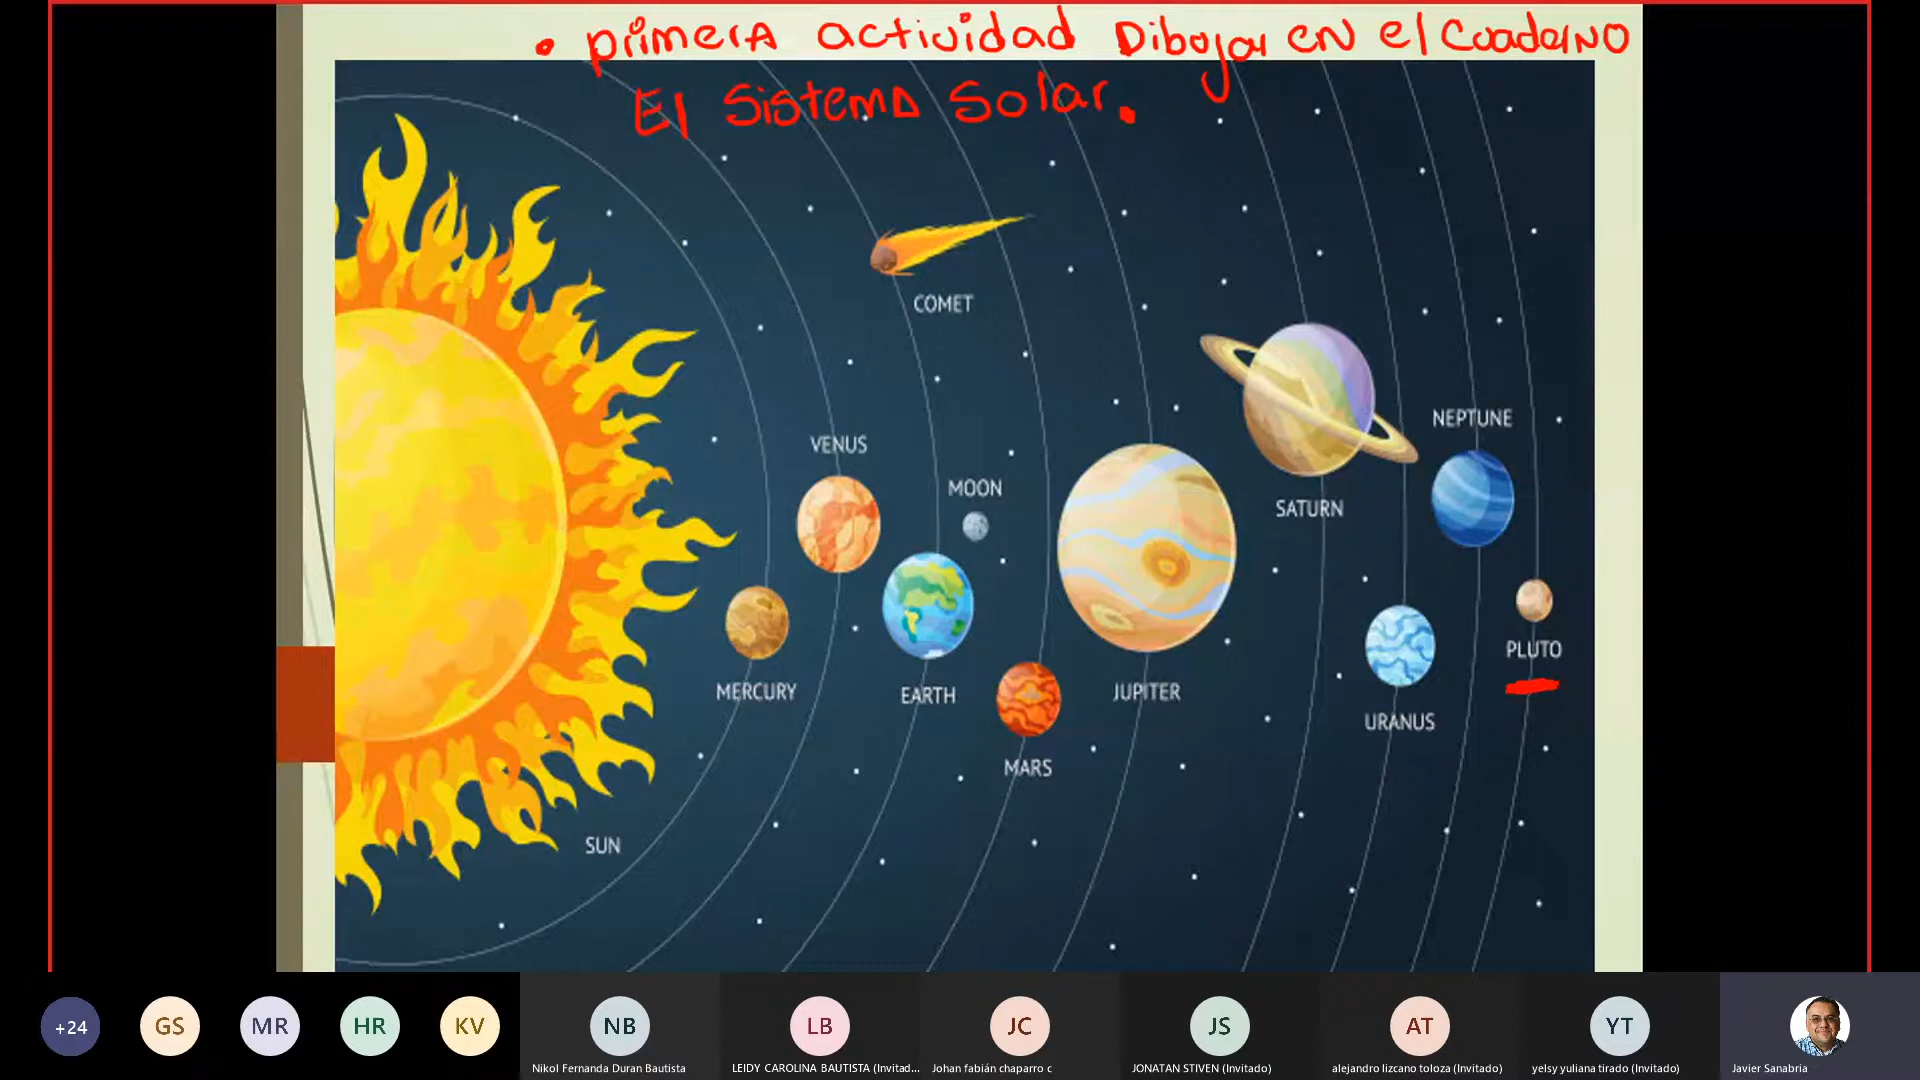 • primera actividad Dibujar en el cuaderno
El sistema solar.
COMET
NEPTUNE
VENUS
MOON
SATURN
PLUTO
MERCURY
EARTH
JUPITER
URANUS
MARS
SUN
+24
GS
MR
HR
KV
NB
LB
JC
JS
AT
YT
Nikol Fernanda Duran Bautista
LEIDY CAROLINA BAUTISTA (Invitad...
Johan fabián chaparro c
JONATAN STIVEN (Invitado)
alejandro lizcano toloza (Invitado)
yelsy yuliana tirado (Invitado)
Javier Sanabria